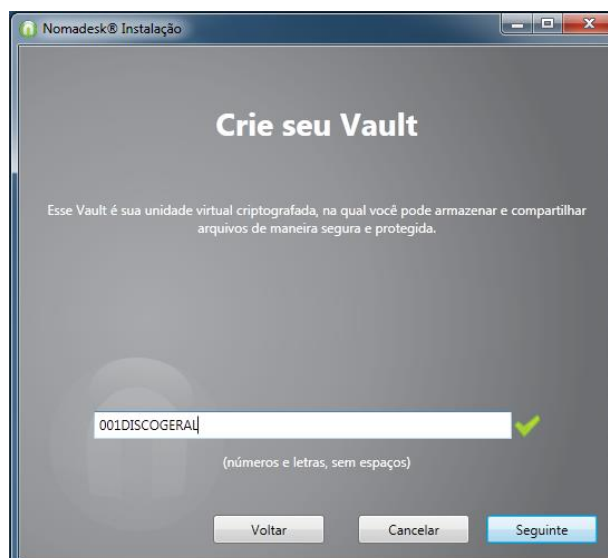 Nomadesk® Instalação
Crie seu Vault
Esse Vault é sua unidade virtual criptografada, na qual você pode armazenar e compartilhar
arquivos de maneira segura e protegida.
001DISCOGERAL
(números e letras, sem espaços)
Voltar Cancelar Seguinte